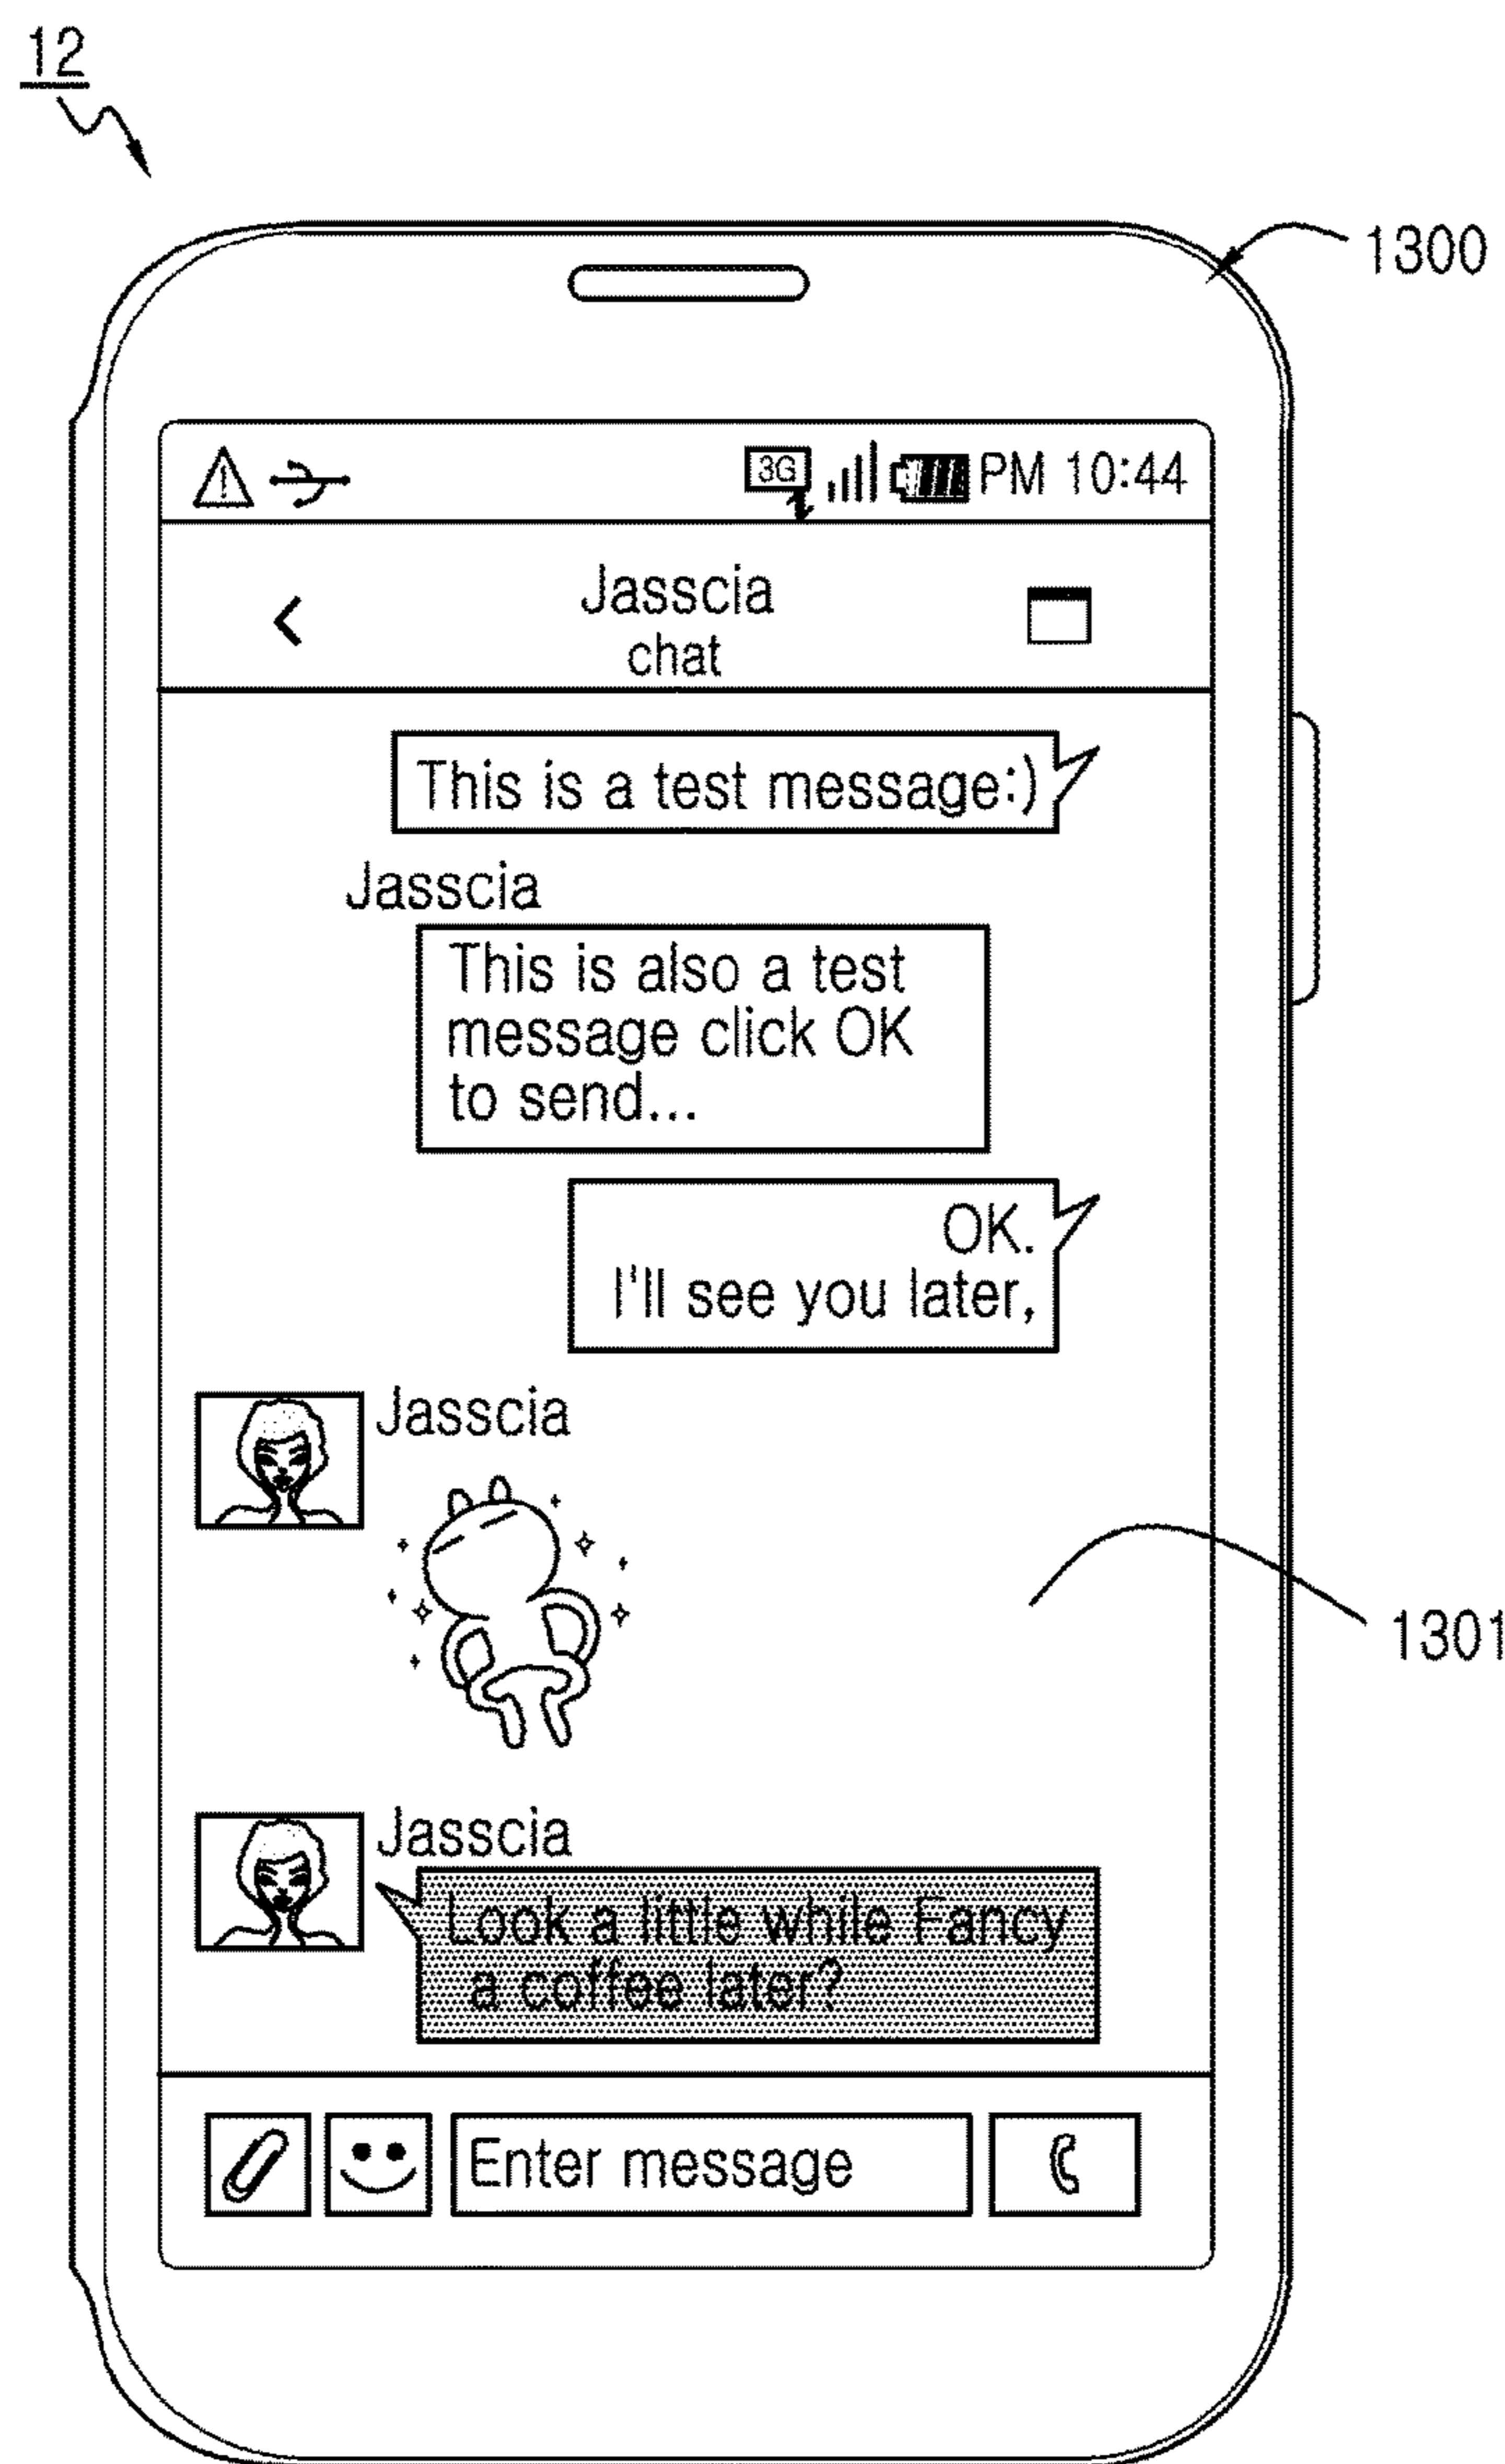 12
1300
3G PM 10:44
Jasscia
chat
This is a test message:)
Jasscia
This is also a test
message click OK
to send...
OK.
I'll see you later,
Jasscia
1301
Jasscia
Look a little while Fancy
a coffee later?
Enter message